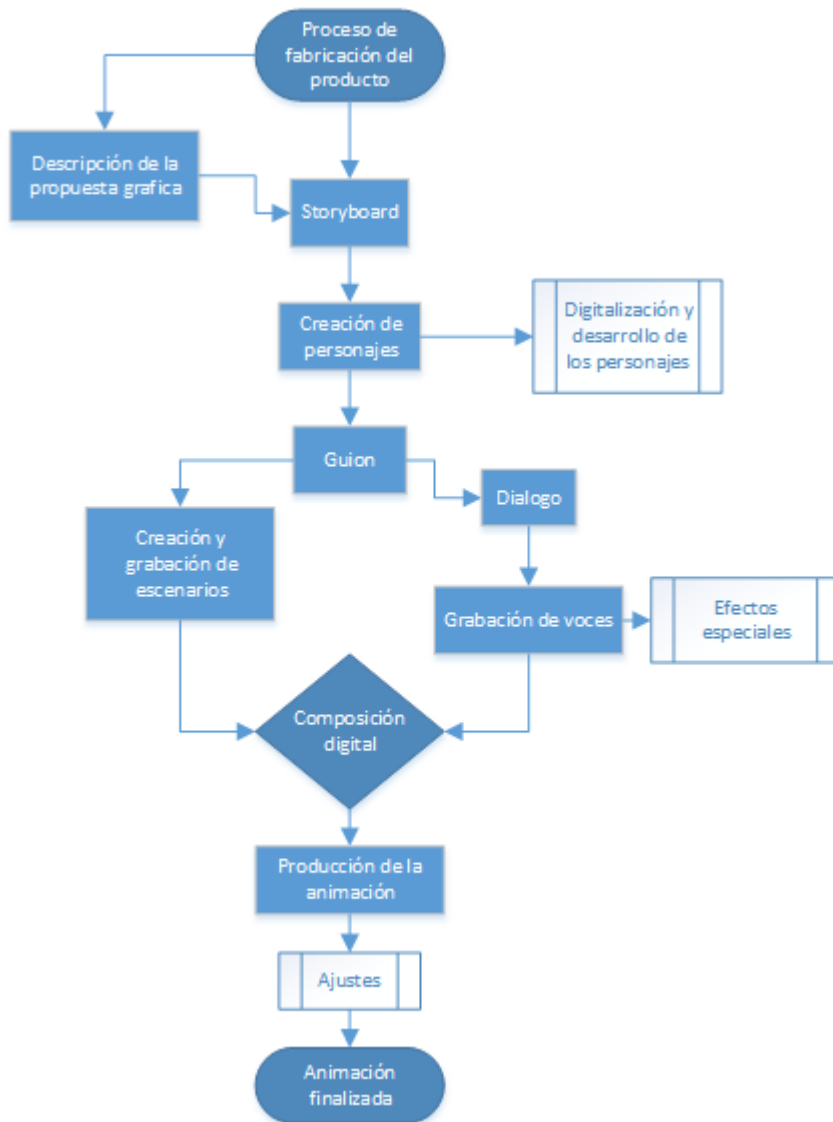 Proceso de
fabricación del
producto
Descripción de la
propuesta grafica
Storyboard
Creación de
personajes
Digitalización y
desarrollo de
los personajes
Guion
Dialogo
Creación y
grabación de
escenarios
Grabación de voces
Efectos
especiales
Composición
digital
Producción de la
animación
Ajustes
Animación
finalizada